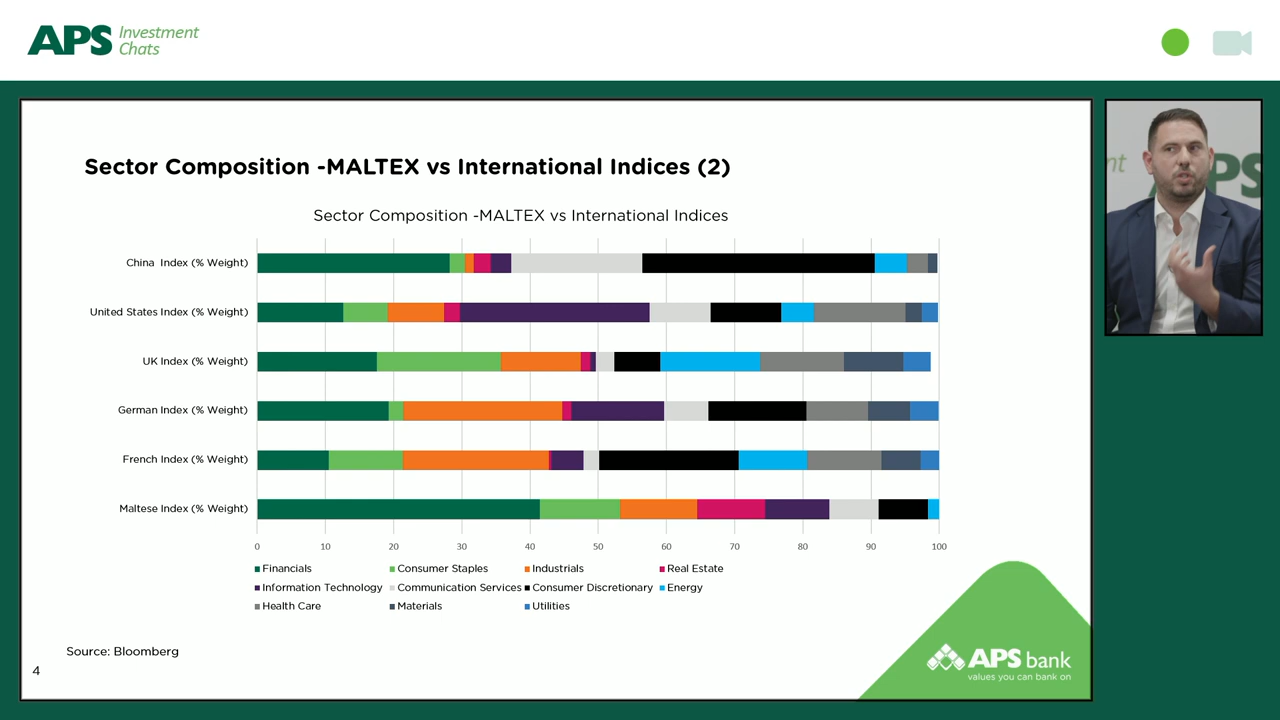 APS Investment
Chats
Sector Composition -MALTEX vs International Indices (2)
Sector Composition -MALTEX vs International Indices
China  Index (% Weight)
United States Index (% Weight)
UK Index (% Weight)
German Index (% Weight)
French Index (% Weight)
Maltese Index (% Weight)
0 10 20 30 40 50 60 70 80 90 100
Financials Consumer Staples Industrials Real Estate
Information Technology Communication Services Consumer Discretionary Energy
Health Care Materials Utilities
Source: Bloomberg
4
APS bank
values you can bank on
nt PS